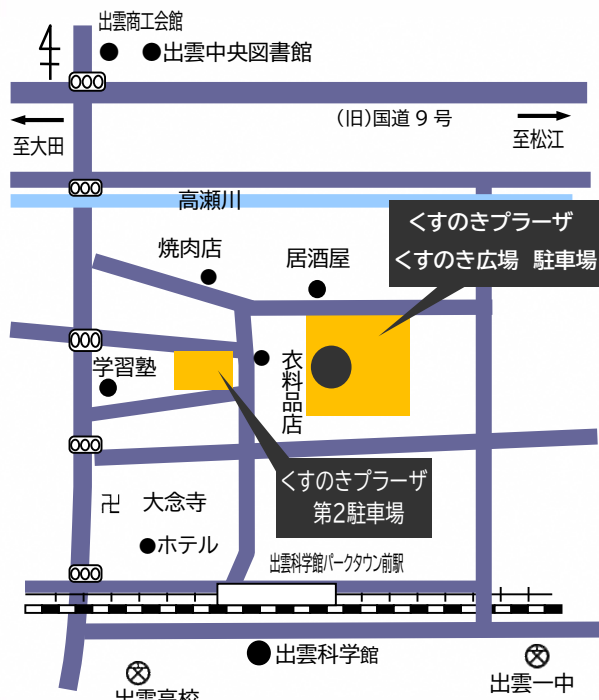 出雲商工会館
出雲中央図書館
(旧)国道9号
至大田
至松江
高瀬川
くすのきプラーザ
くすのき広場 駐車場
焼肉店
居酒屋
学習塾
衣料品店
くすのきプラーザ
第2駐車場
卍 大念寺
ホテル
出雲科学館パークタウン前駅
出雲科学館
出雲一中
出雲高校